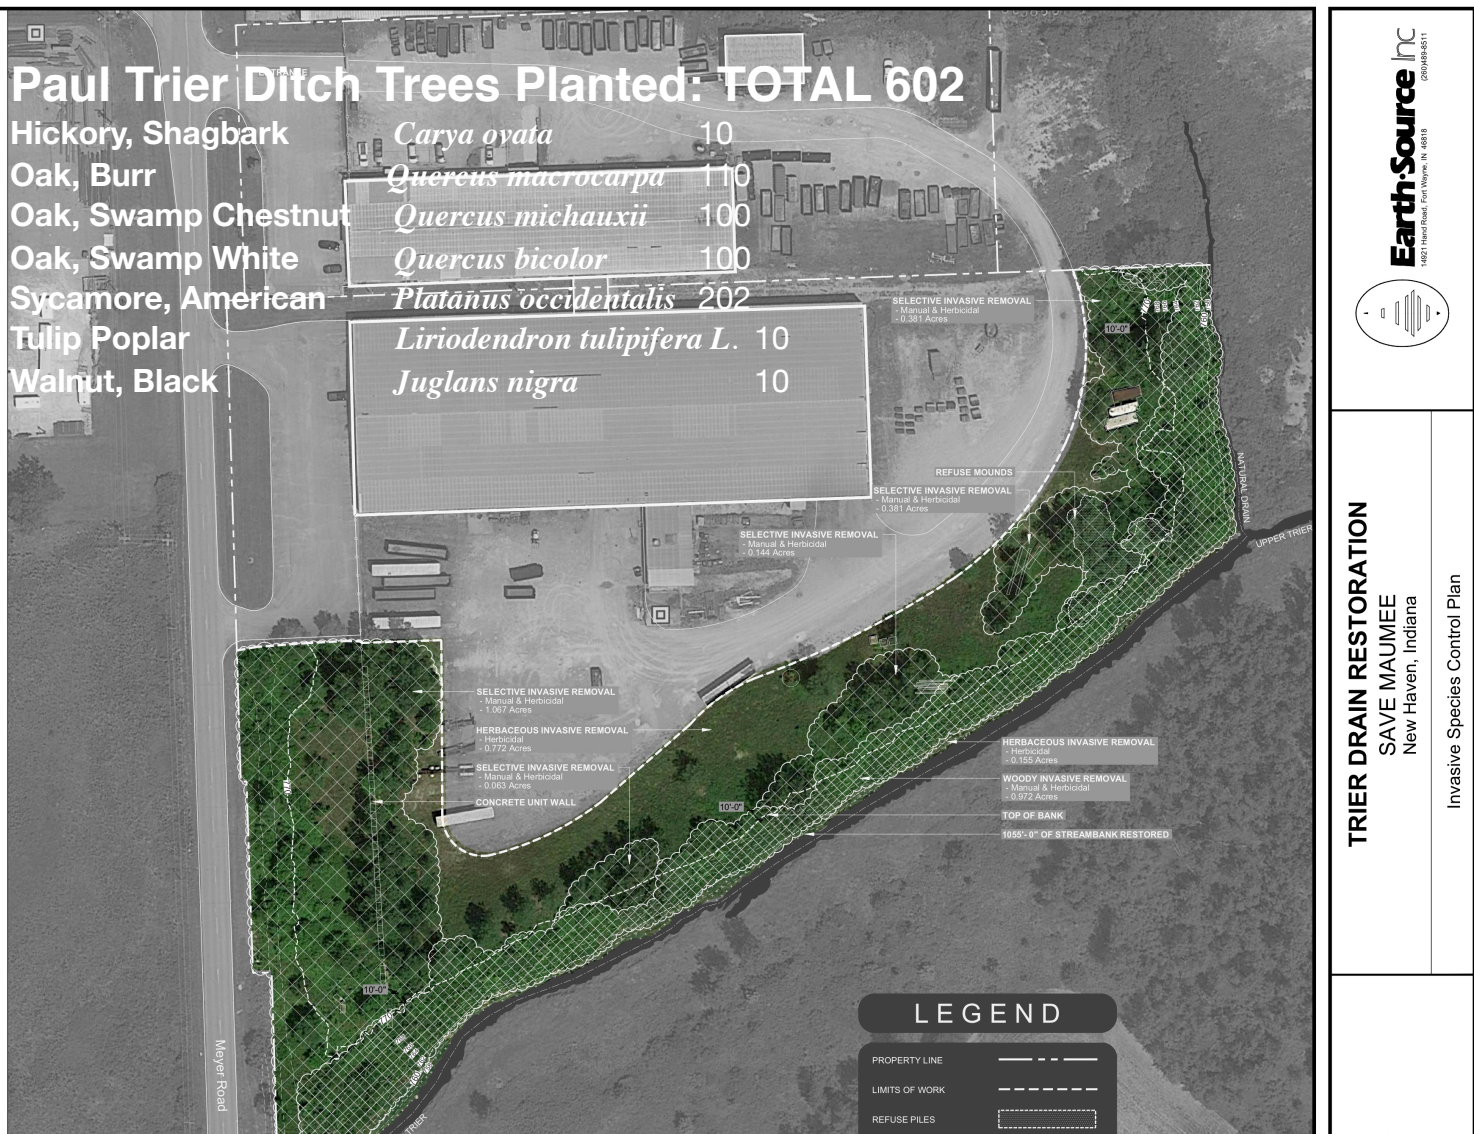 Paul Trier Ditch Trees Planted: TOTAL 602
Hickory, Shagbark Carya ovata 10
Oak, Burr Quercus macrocarpa 110
Oak, Swamp Chestnut Quercus michauxii 100
Oak, Swamp White Quercus bicolor 100
Sycamore, American Platanus occidentalis 202
Tulip Poplar Liriodendron tulipifera L. 10
Walnut, Black Juglans nigra 10
ENTRANCE
SELECTIVE INVASIVE REMOVAL
- Manual & Herbicidal
- 0.381 Acres
10'-0"
REFUSE MOUNDS
SELECTIVE INVASIVE REMOVAL
- Manual & Herbicidal
- 0.381 Acres
SELECTIVE INVASIVE REMOVAL
- Manual & Herbicidal
- 0.144 Acres
NATURAL DRAIN
UPPER TRIER
SELECTIVE INVASIVE REMOVAL
- Manual & Herbicidal
- 1.067 Acres
HERBACEOUS INVASIVE REMOVAL
- Herbicidal
- 0.772 Acres
SELECTIVE INVASIVE REMOVAL
- Manual & Herbicidal
- 0.063 Acres
CONCRETE UNIT WALL
10'-0"
HERBACEOUS INVASIVE REMOVAL
- Herbicidal
- 0.155 Acres
WOODY INVASIVE REMOVAL
- Manual & Herbicidal
- 0.972 Acres
TOP OF BANK
1055'- 0" OF STREAMBANK RESTORED
770
10'-0"
770
Meyer Road
TRIER
LEGEND
PROPERTY LINE
LIMITS OF WORK
REFUSE PILES
Earth·Source Inc
14921 Hand Road, Fort Wayne, IN 46818 (260)489-8511
TRIER DRAIN RESTORATION
SAVE MAUMEE
New Haven, Indiana
Invasive Species Control Plan